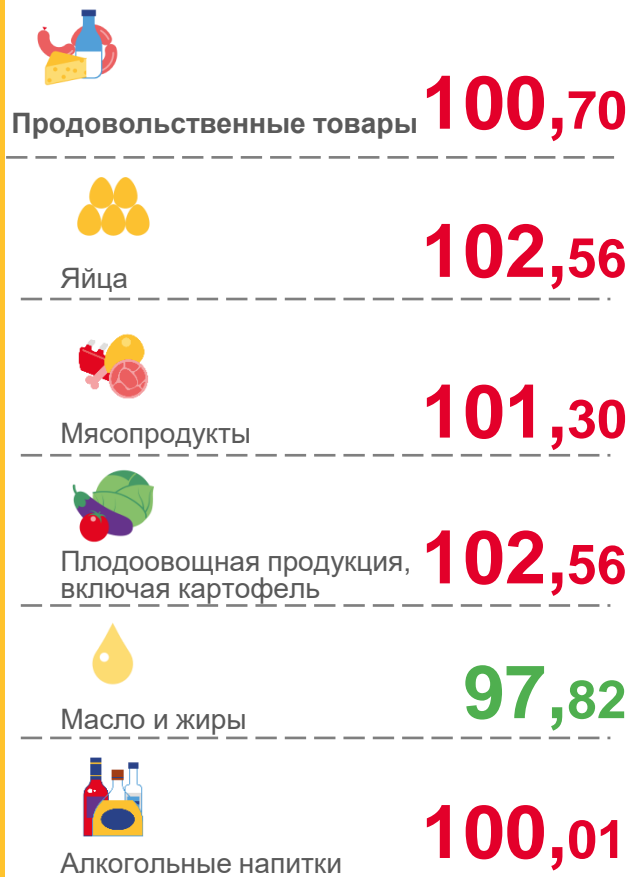 Продовольственные товары 100,70
Яйца 102,56
Мясопродукты 101,30
Плодоовощная продукция, 102,56
включая картофель
Масло и жиры 97,82
Алкогольные напитки 100,01